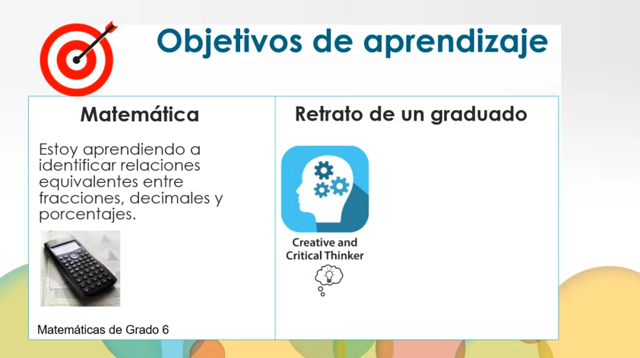 Objetivos de aprendizaje
Matemática
Estoy aprendiendo a
identificar relaciones
equivalentes entre
fracciones, decimales y
porcentajes.
Matemáticas de Grado 6
Retrato de un graduado
Creative and
Critical Thinker